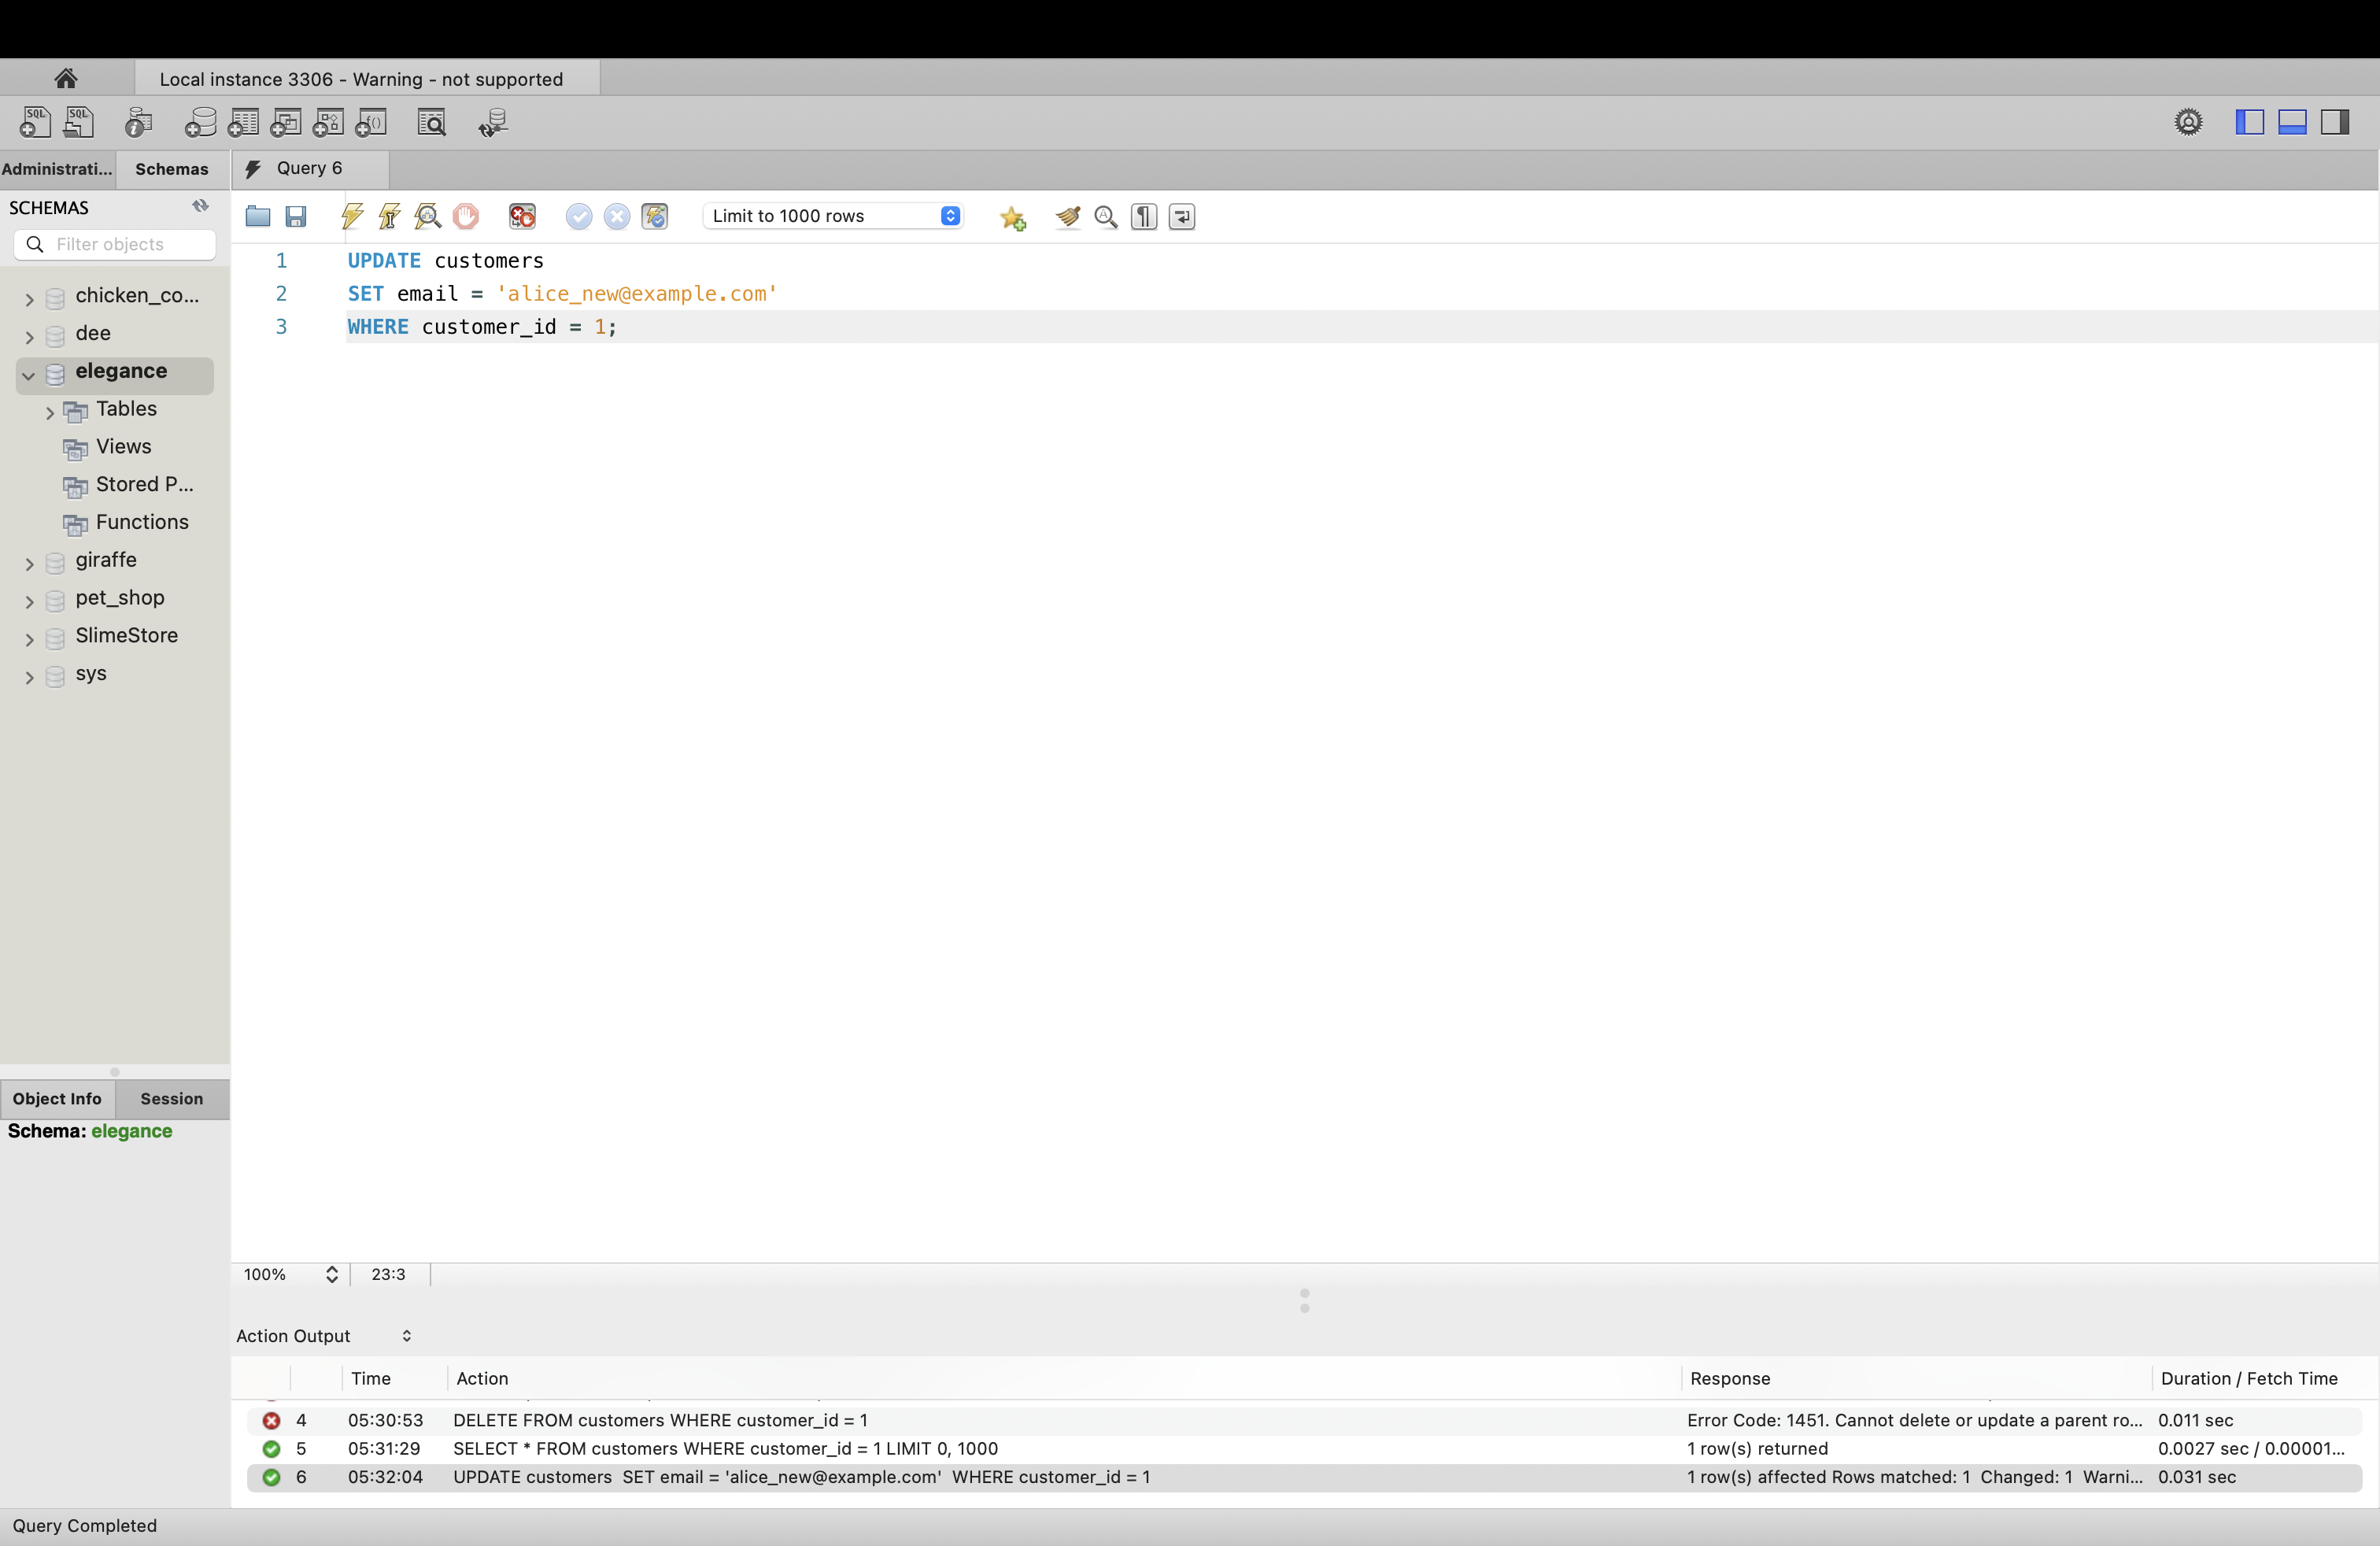 Local instance 3306 - Warning - not supported
SQL SQL
Administrati... Schemas
Query 6
SCHEMAS
Filter objects
Limit to 1000 rows
chicken_co...
dee
elegance
Tables
Views
Stored P...
Functions
giraffe
pet_shop
SlimeStore
sys
1 UPDATE customers
2 SET email = 'alice_new@example.com'
3 WHERE customer_id = 1;
Object Info Session
Schema: elegance
100% 23:3
Action Output
Time Action Response Duration / Fetch Time
4 05:30:53 DELETE FROM customers WHERE customer_id = 1 Error Code: 1451. Cannot delete or update a parent ro... 0.011 sec
5 05:31:29 SELECT * FROM customers WHERE customer_id = 1 LIMIT 0, 1000 1 row(s) returned 0.0027 sec / 0.00001...
6 05:32:04 UPDATE customers  SET email = 'alice_new@example.com'  WHERE customer_id = 1 1 row(s) affected Rows matched: 1  Changed: 1  Warni... 0.031 sec
Query Completed